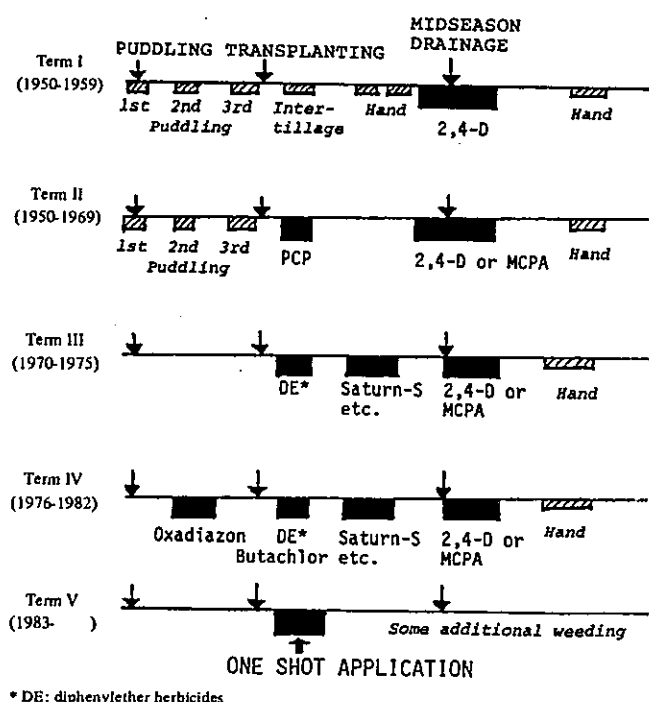 MIDSEASON
PUDDLING TRANSPLANTING DRAINAGE
Term I
(1950-1959)
1st 2nd 3rd Inter- Hand Hand
Puddling tillage 2,4-D
Term II
(1950-1969)
1st 2nd 3rd PCP 2,4-D or MCPA Hand
Puddling
Term III
(1970-1975)
DE* Saturn-S 2,4-D or Hand
etc. MCPA
Term IV
(1976-1982)
Oxadiazon DE* Saturn-S 2,4-D or Hand
Butachlor etc. MCPA
Term V
(1983- )
Some additional weeding
ONE SHOT APPLICATION
* DE: diphenylether herbicides